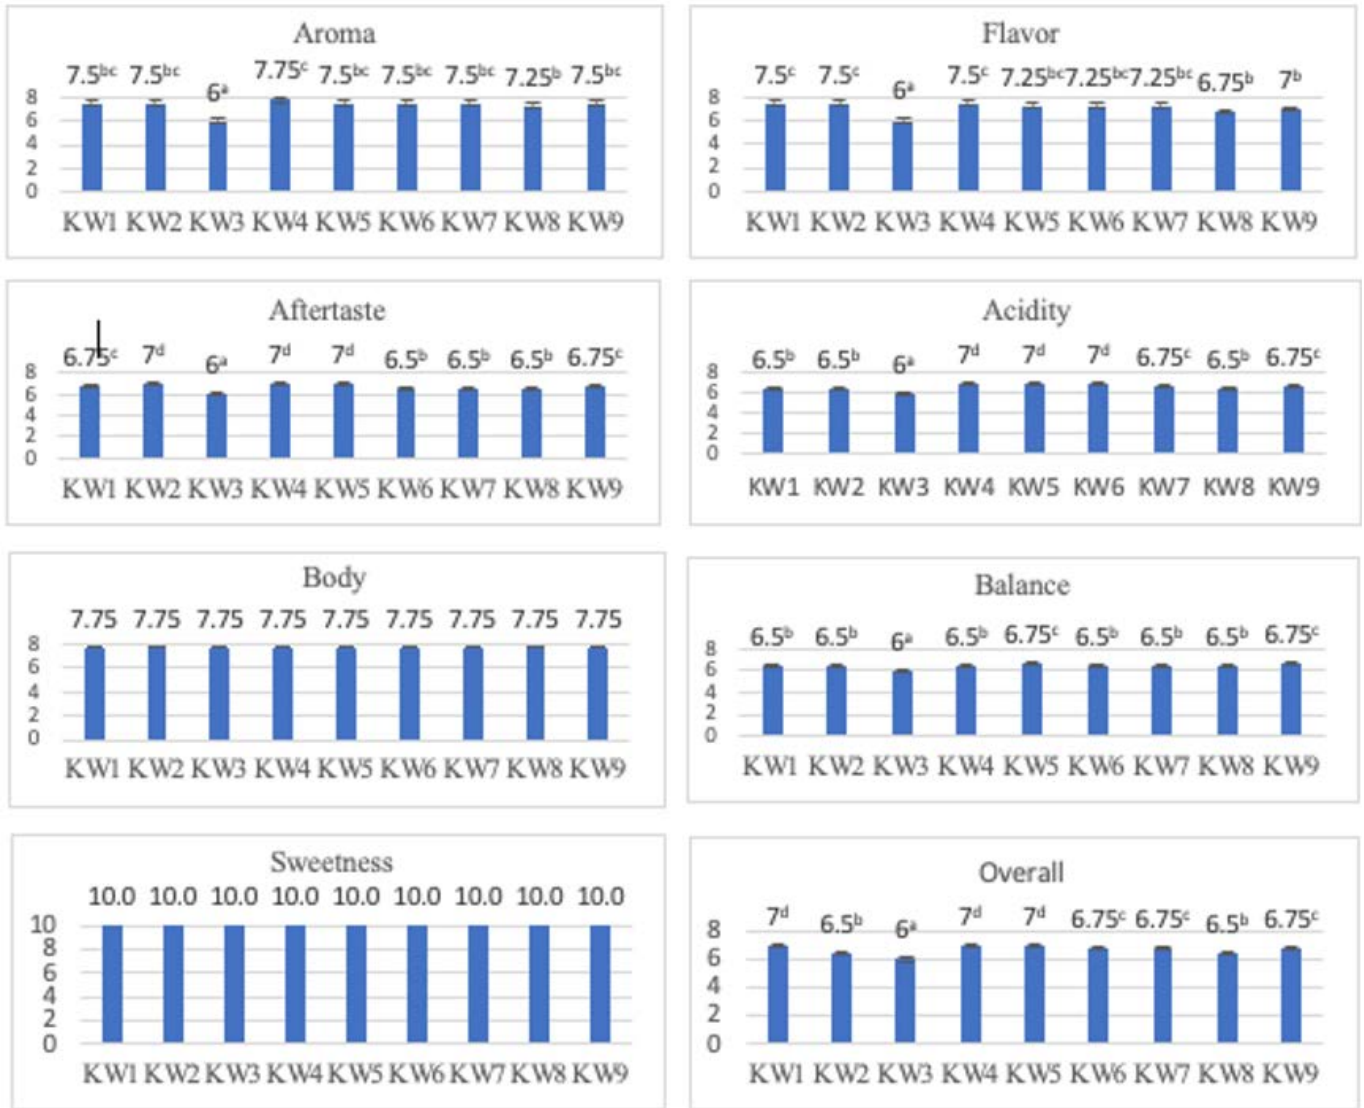 Aroma
7.5ᵇᶜ 7.5ᵇᶜ 6ᵃ 7.75ᶜ 7.5ᵇᶜ 7.5ᵇᶜ 7.5ᵇᶜ 7.25ᵇ 7.5ᵇᶜ
8
6
4
2
0
KW1 KW2 KW3 KW4 KW5 KW6 KW7 KW8 KW9
Flavor
7.5ᶜ 7.5ᶜ 6ᵃ 7.5ᶜ 7.25ᵇᶜ 7.25ᵇᶜ 7.25ᵇᶜ 6.75ᵇ 7ᵇ
8
6
4
2
0
KW1 KW2 KW3 KW4 KW5 KW6 KW7 KW8 KW9
Aftertaste
6.75ᶜ 7ᵈ 6ᵃ 7ᵈ 7ᵈ 6.5ᵇ 6.5ᵇ 6.5ᵇ 6.75ᶜ
8
6
4
2
0
KW1 KW2 KW3 KW4 KW5 KW6 KW7 KW8 KW9
Acidity
6.5ᵇ 6.5ᵇ 6ᵃ 7ᵈ 7ᵈ 7ᵈ 6.75ᶜ 6.5ᵇ 6.75ᶜ
8
6
4
2
0
KW1 KW2 KW3 KW4 KW5 KW6 KW7 KW8 KW9
Body
7.75 7.75 7.75 7.75 7.75 7.75 7.75 7.75 7.75
8
6
4
2
0
KW1 KW2 KW3 KW4 KW5 KW6 KW7 KW8 KW9
Balance
6.5ᵇ 6.5ᵇ 6ᵃ 6.5ᵇ 6.75ᶜ 6.5ᵇ 6.5ᵇ 6.5ᵇ 6.75ᶜ
8
6
4
2
0
KW1 KW2 KW3 KW4 KW5 KW6 KW7 KW8 KW9
Sweetness
10.0 10.0 10.0 10.0 10.0 10.0 10.0 10.0 10.0
10
8
6
4
2
0
KW1 KW2 KW3 KW4 KW5 KW6 KW7 KW8 KW9
Overall
7ᵈ 6.5ᵇ 6ᵃ 7ᵈ 7ᵈ 6.75ᶜ 6.75ᶜ 6.5ᵇ 6.75ᶜ
8
6
4
2
0
KW1 KW2 KW3 KW4 KW5 KW6 KW7 KW8 KW9